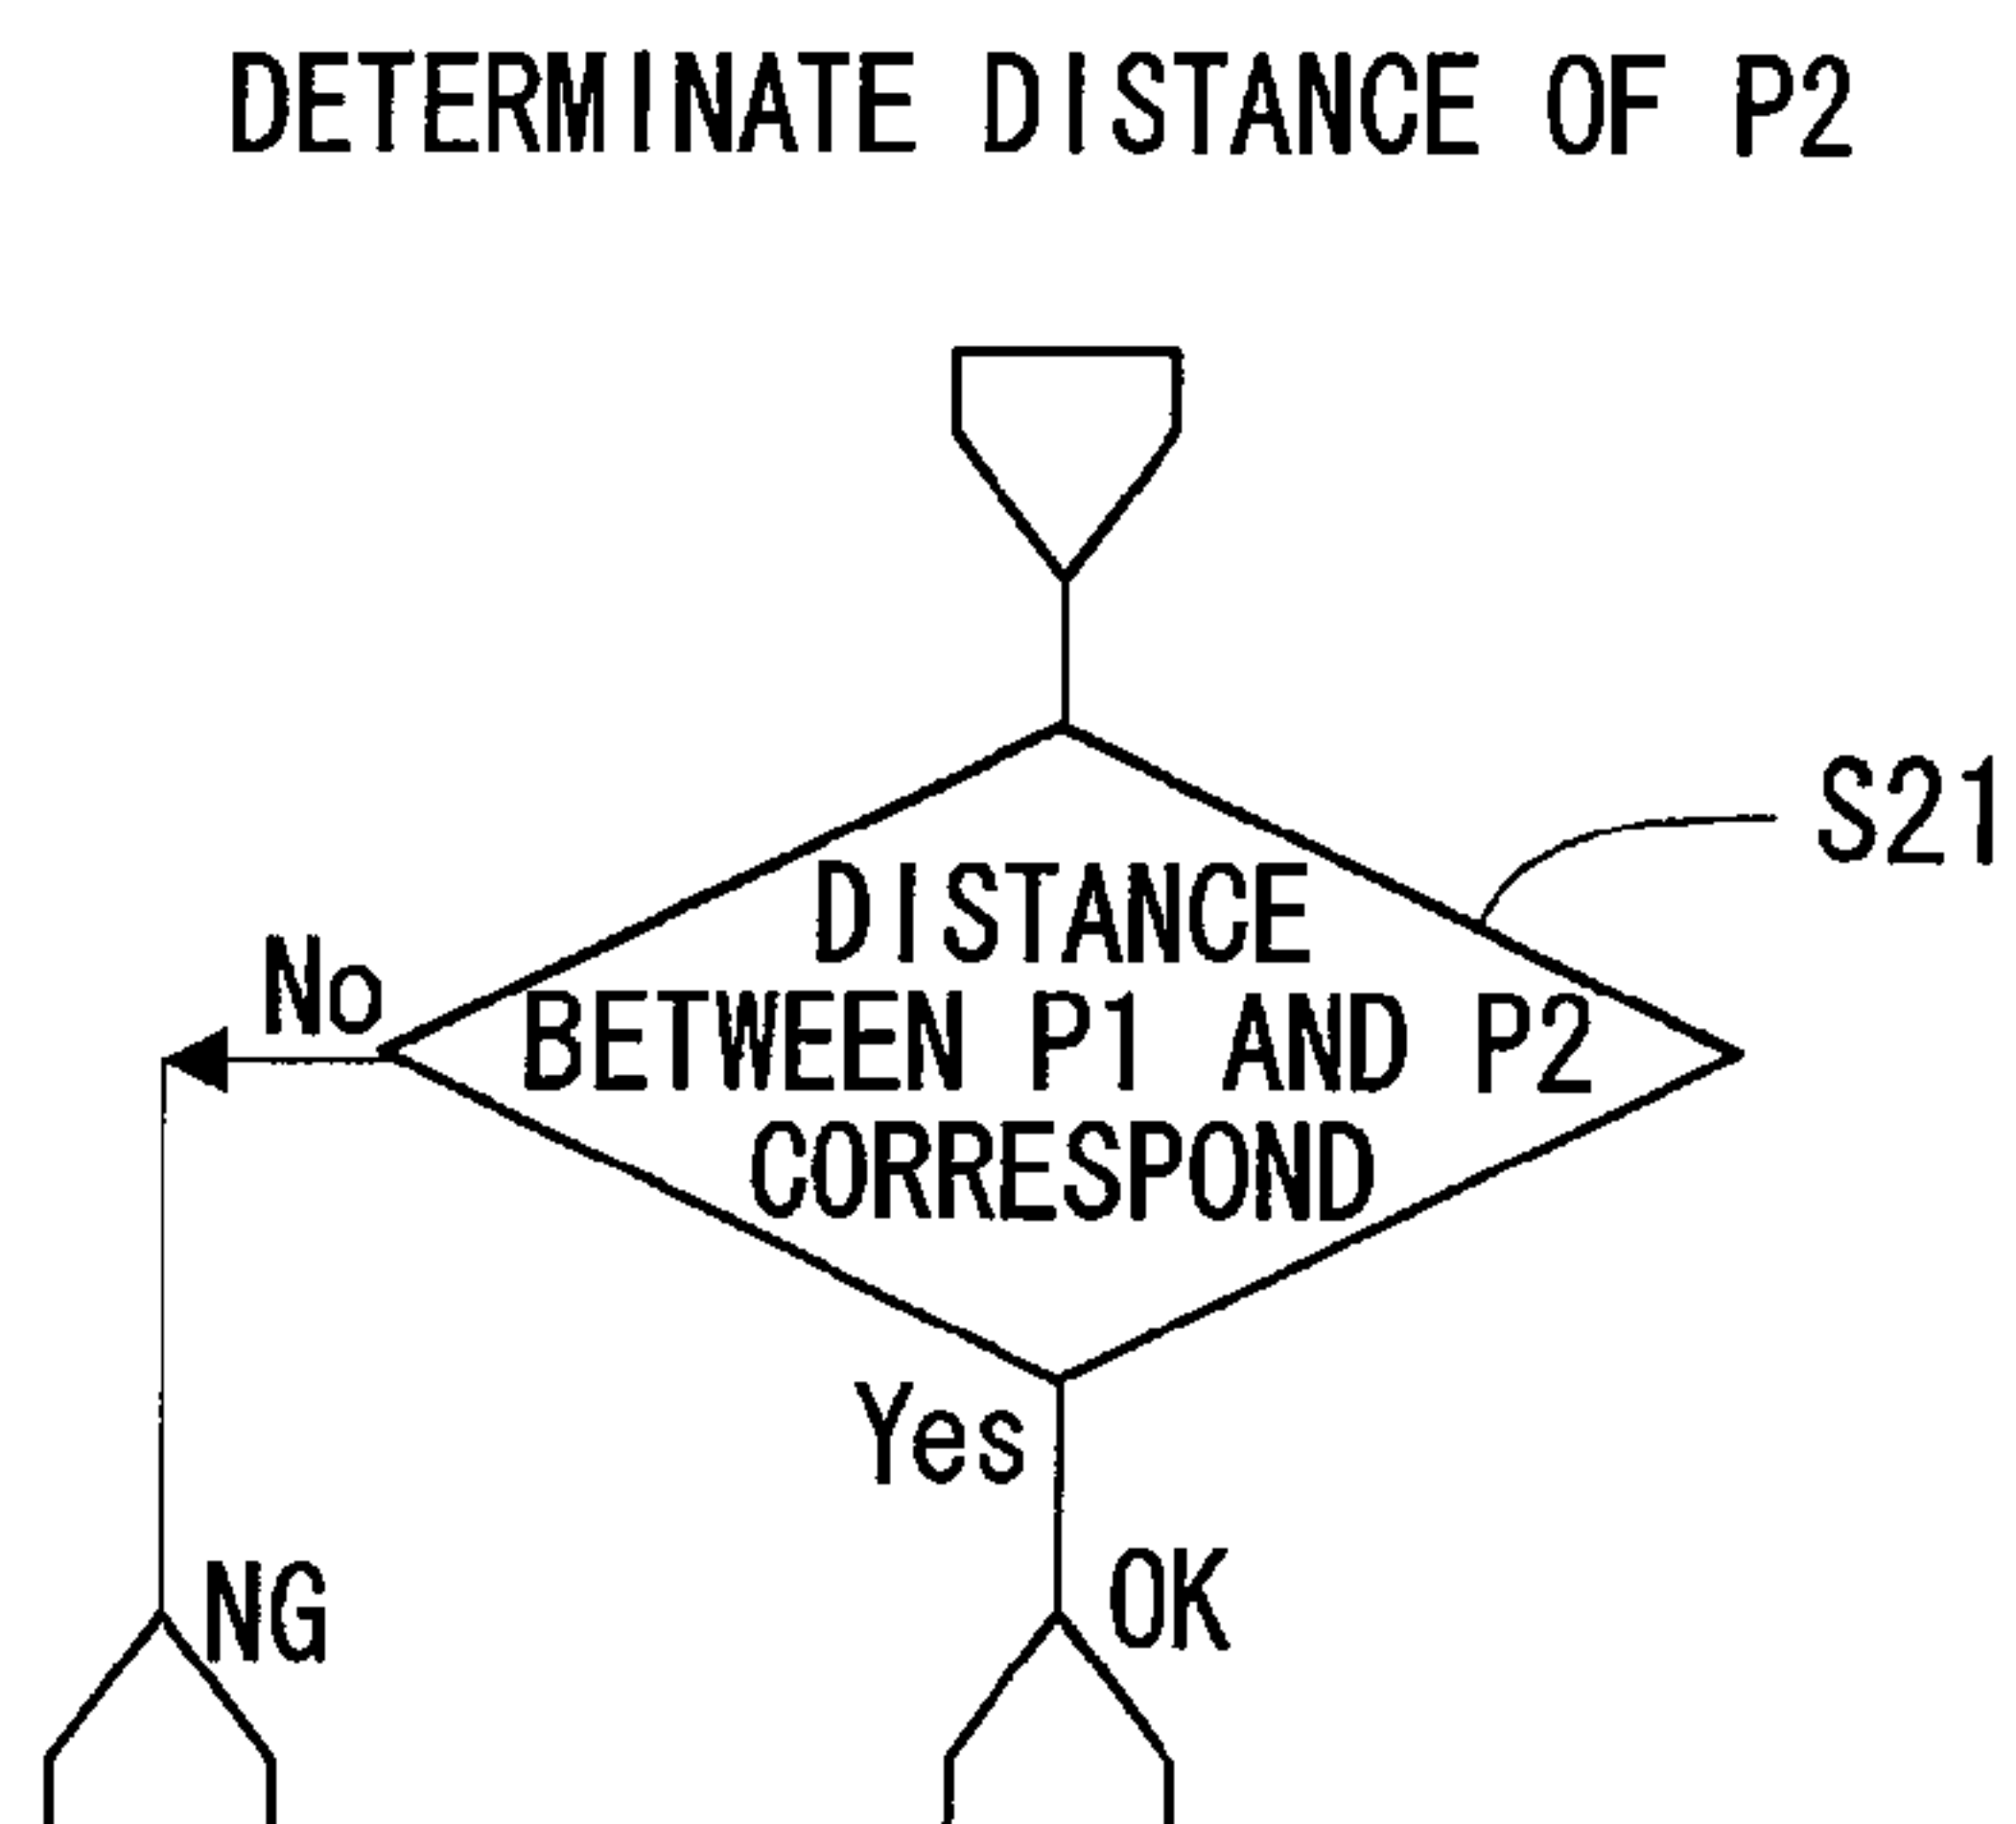 DETERMINATE DISTANCE OF P2
S21
DISTANCE
No
BETWEEN P1 AND P2
CORRESPOND
Yes
NG
OK